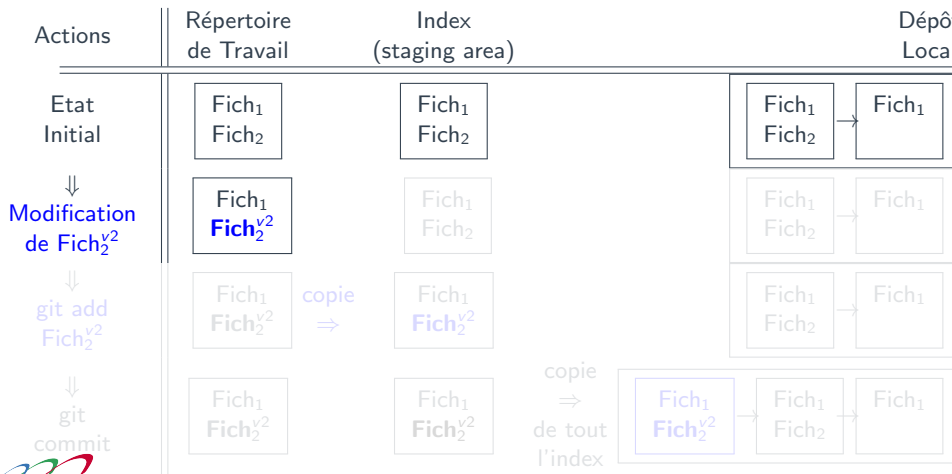 Actions
Répertoire
de Travail
Index
(staging area)
Dépô
Loca
Etat
Initial
Fich₁
Fich₂
Fich₁
Fich₂
Fich₁
Fich₂
→
Fich₁
⇓
Modification
de Fich₂ᵛ²
Fich₁
Fich₂ᵛ²
Fich₁
Fich₂
Fich₁
Fich₂
→
Fich₁
⇓
git add
Fich₂ᵛ²
Fich₁
Fich₂ᵛ²
copie
⇒
Fich₁
Fich₂ᵛ²
Fich₁
Fich₂
→
Fich₁
⇓
git
commit
Fich₁
Fich₂ᵛ²
Fich₁
Fich₂ᵛ²
copie
⇒
de tout
l'index
Fich₁
Fich₂ᵛ²
→
Fich₁
Fich₂
→
Fich₁